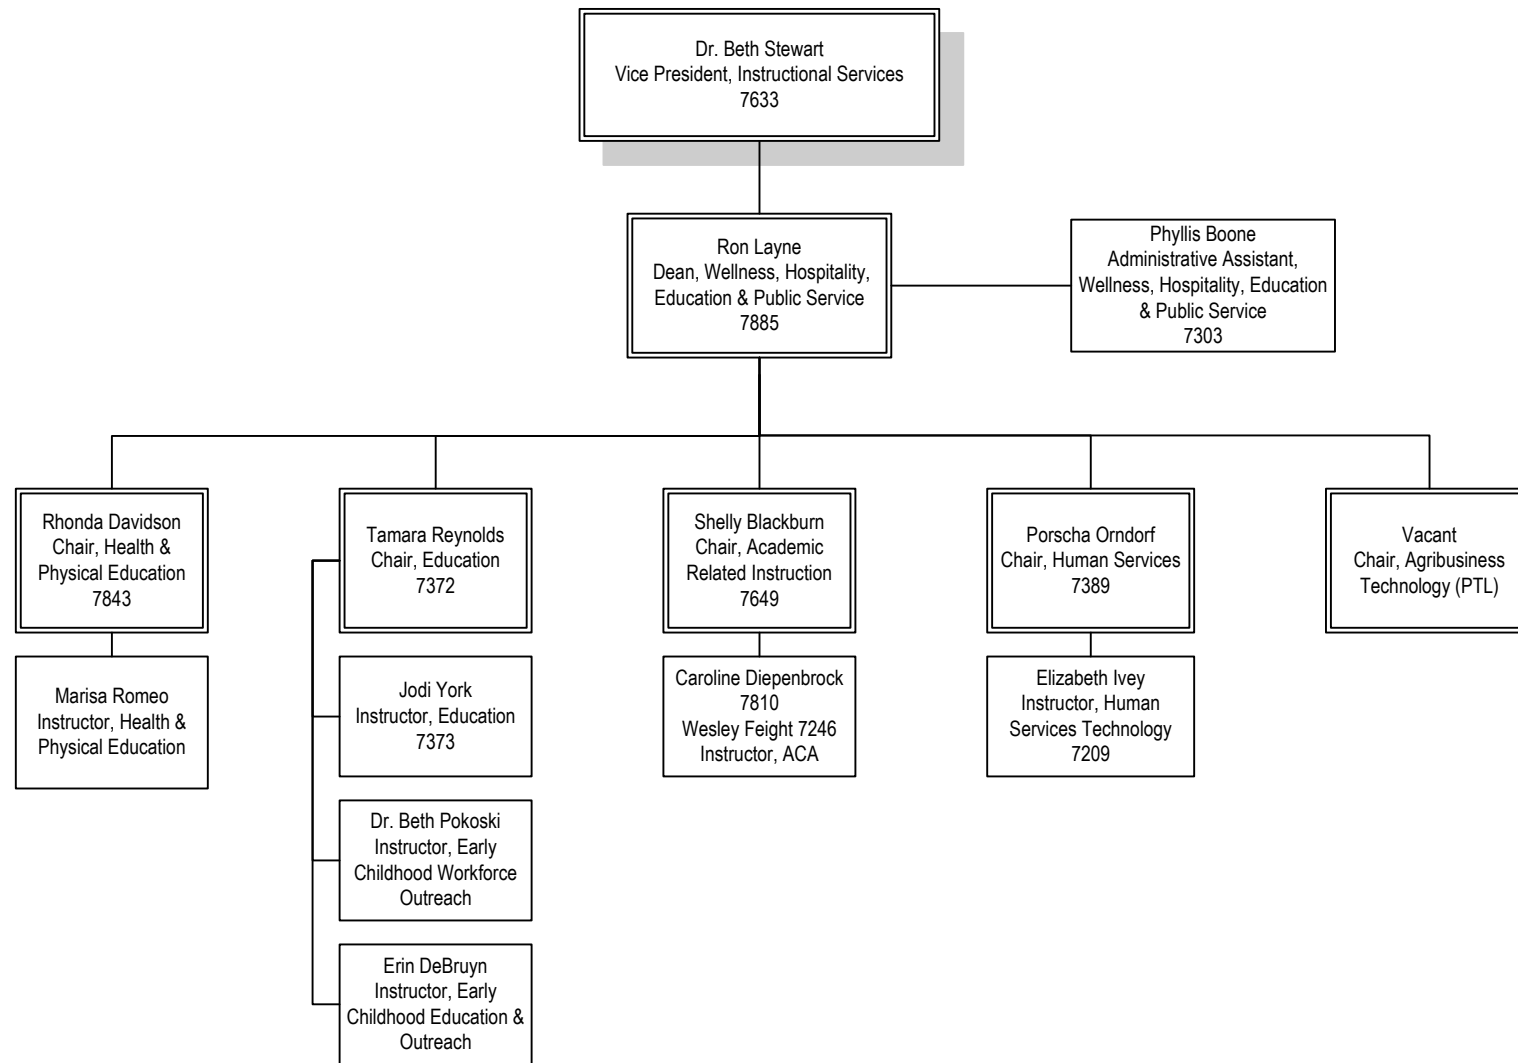 Dr. Beth Stewart
Vice President, Instructional Services
7633
Ron Layne
Dean, Wellness, Hospitality,
Education & Public Service
7885
Phyllis Boone
Administrative Assistant,
Wellness, Hospitality, Education
& Public Service
7303
Rhonda Davidson
Chair, Health &
Physical Education
7843
Tamara Reynolds
Chair, Education
7372
Shelly Blackburn
Chair, Academic
Related Instruction
7649
Porscha Orndorf
Chair, Human Services
7389
Vacant
Chair, Agribusiness
Technology (PTL)
Marisa Romeo
Instructor, Health &
Physical Education
Jodi York
Instructor, Education
7373
Caroline Diepenbrock
7810
Wesley Feight 7246
Instructor, ACA
Elizabeth Ivey
Instructor, Human
Services Technology
7209
Dr. Beth Pokoski
Instructor, Early
Childhood Workforce
Outreach
Erin DeBruyn
Instructor, Early
Childhood Education &
Outreach